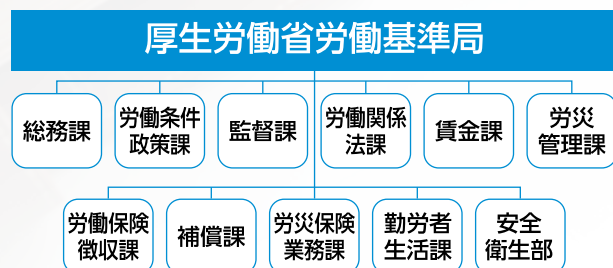 厚生労働省労働基準局
総務課
労働条件
政策課
監督課
労働関係
法課
賃金課
労災
管理課
労働保険
徴収課
補償課
労災保険
業務課
勤労者
生活課
安全
衛生部